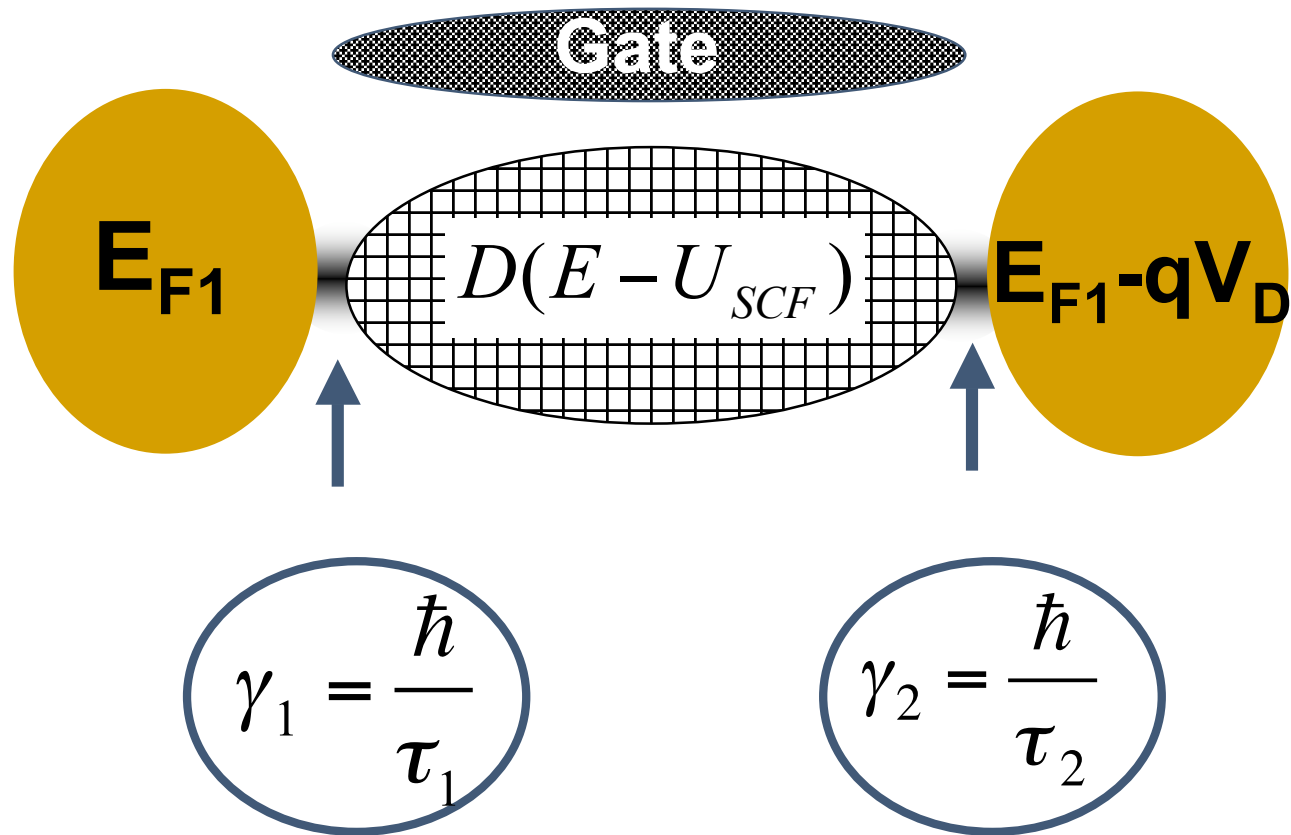 Gate
E_F1
D(E – U_SCF)
E_F1-qV_D
γ_1 = ħ/τ_1
γ_2 = ħ/τ_2